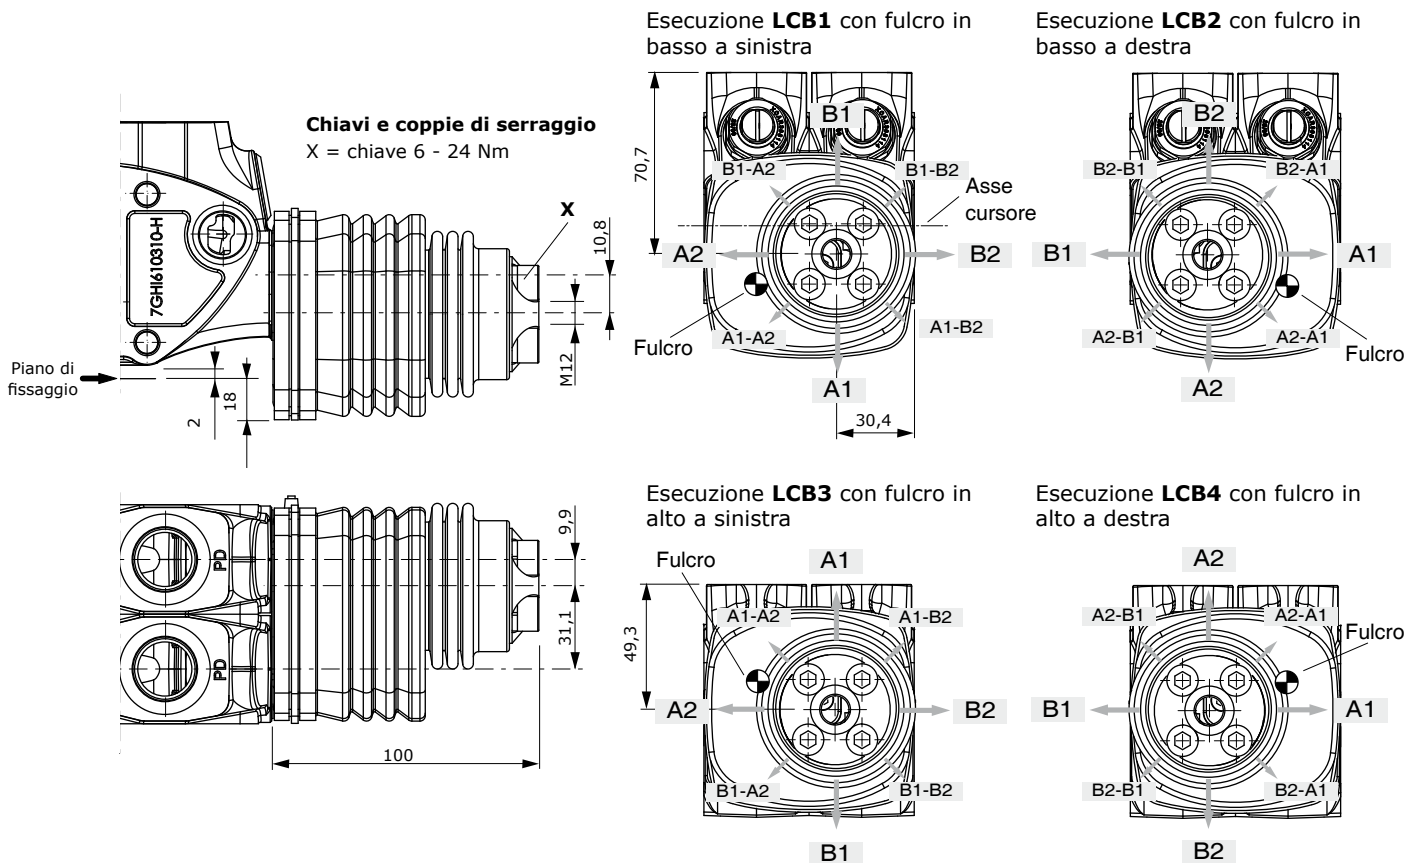 Esecuzione LCB1 con fulcro in
basso a sinistra
Esecuzione LCB2 con fulcro in
basso a destra
Chiavi e coppie di serraggio
X = chiave 6 - 24 Nm
X
10,8
M12
7GHI610310-H
Piano di
fissaggio
2
18
70,7
B1
B1-A2
B1-B2
Asse
cursore
A2
B2
Fulcro
A1-A2
A1-B2
A1
30,4
B2
B2-B1
B2-A1
B1
A1
A2-B1
A2-A1
Fulcro
A2
PD
PD
9,9
31,1
100
Esecuzione LCB3 con fulcro in
alto a sinistra
Esecuzione LCB4 con fulcro in
alto a destra
Fulcro
A1
49,3
A1-A2
A1-B2
A2
B2
B1-A2
B1-B2
B1
A2
A2-B1
A2-A1
Fulcro
B1
A1
B2-B1
B2-A1
B2